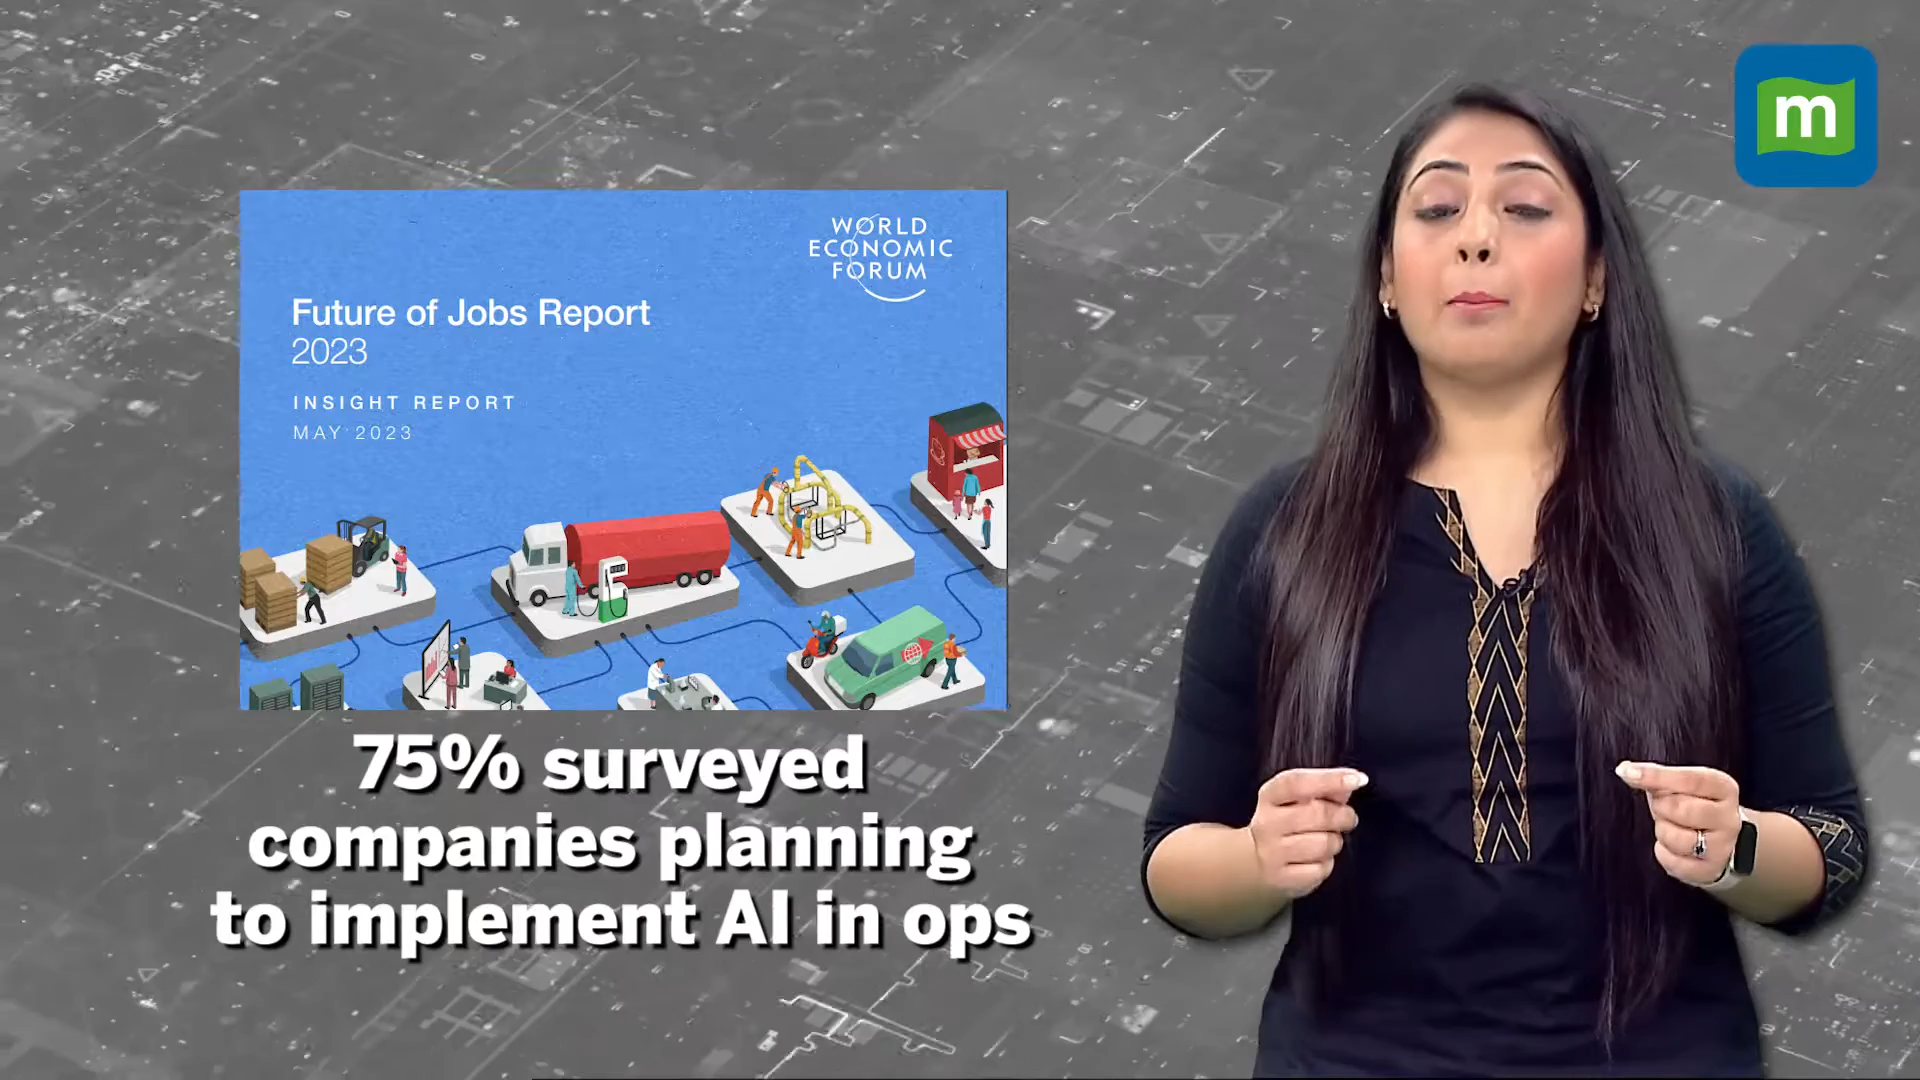 m
WORLD
ECONOMIC
FORUM
Future of Jobs Report
2023
INSIGHT REPORT
MAY 2023
75% surveyed
companies planning
to implement AI in ops